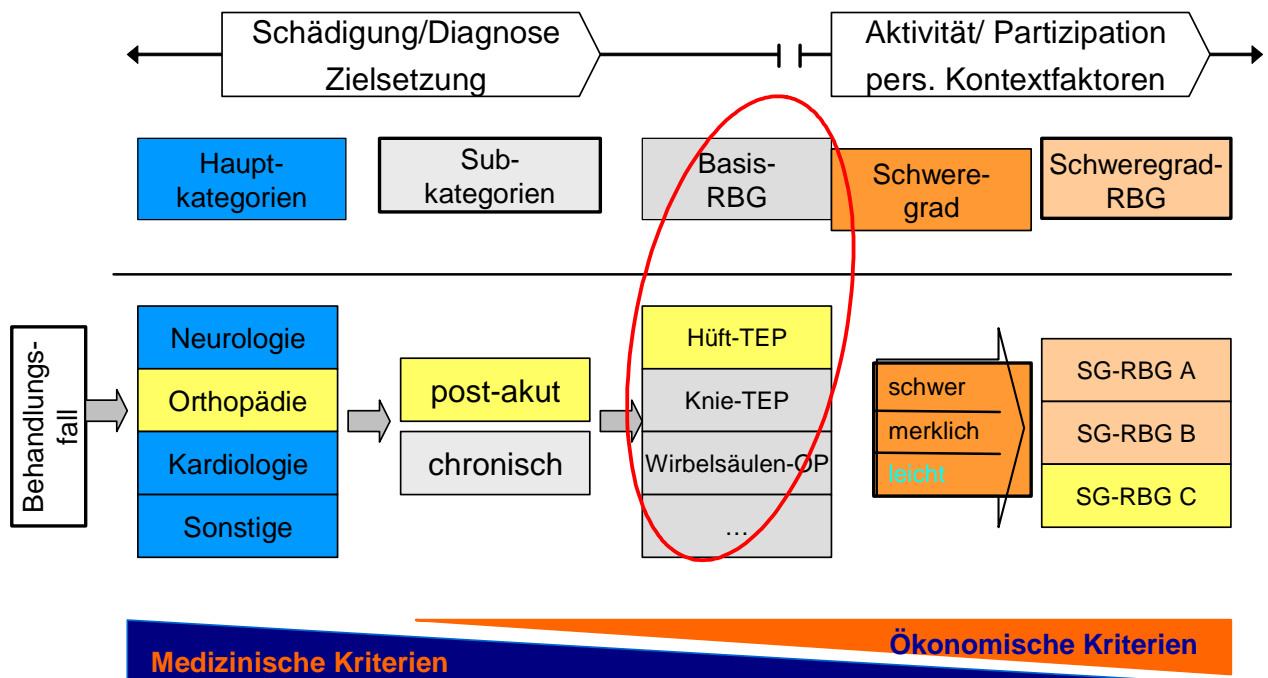 Schädigung/Diagnose
Zielsetzung
Aktivität/ Partizipation
pers. Kontextfaktoren
Haupt-
kategorien
Sub-
kategorien
Basis-
RBG
Schwere-
grad
Schweregrad-
RBG
Behandlungs-
fall
Neurologie
Orthopädie
Kardiologie
Sonstige
post-akut
chronisch
Hüft-TEP
Knie-TEP
Wirbelsäulen-OP
...
schwer
merklich
leicht
SG-RBG A
SG-RBG B
SG-RBG C
Medizinische Kriterien
Ökonomische Kriterien